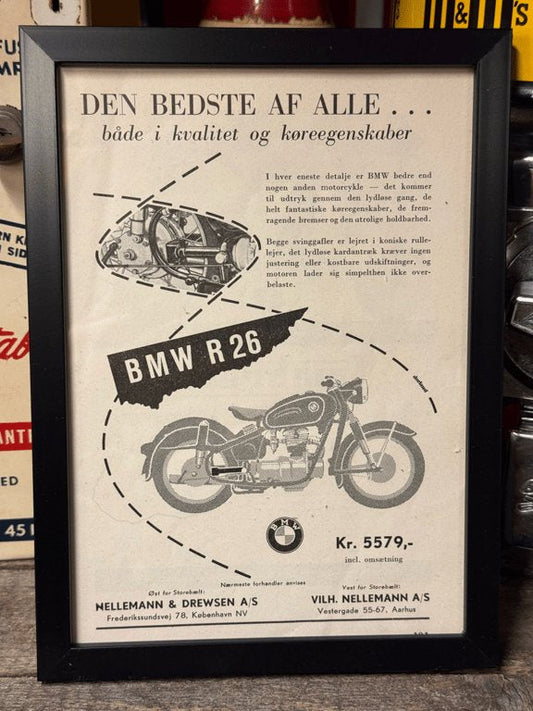 DEN BEDSTE AF ALLE . . .
både i kvalitet og køreegenskaber
I hver eneste detalje er BMW bedre end
nogen anden motorcykle — det kommer
til udtryk gennem den lydløse gang, de
helt fantastiske køreegenskaber, de frem-
ragende bremser og den utrolige holdbarhed.
Begge svinggafler er lejret i koniske rulle-
lejer, det lydløse kardantræk kræver ingen
justering eller kostbare udskiftninger, og
motoren lader sig simpelthen ikke over-
belaste.
BMW R 26
BMW
Kr. 5579,-
incl. omsætning
Nærmeste forhandler anvises
Øst for Storebælt:
NELLEMANN & DREWSEN A/S
Frederikssundsvej 78, København NV
Vest for Storebælt:
VILH. NELLEMANN A/S
Vestergade 55-67, Aarhus
&
'S
45